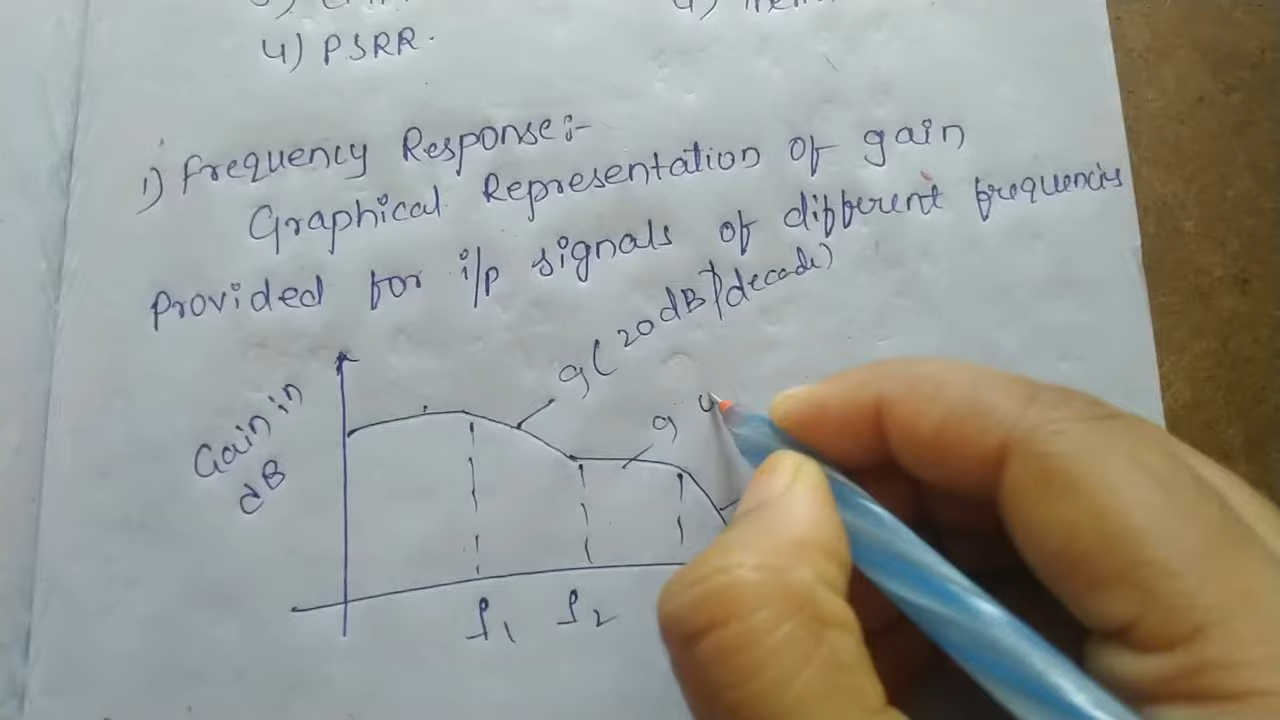 4) PSRR.
1) Frequency Response:-
Graphical Representation of gain
Provided for i/p signals of different frequencies
g(20dB/decade)
Gain in
dB
g
f1 f2